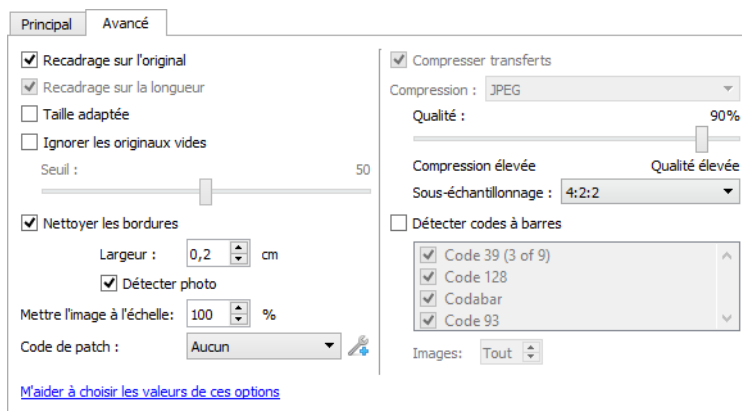 Principal Avancé
Recadrage sur l'original
Recadrage sur la longueur
Taille adaptée
Ignorer les originaux vides
Seuil : 50
Nettoyer les bordures
Largeur : 0,2 cm
Détecter photo
Mettre l'image à l'échelle: 100 %
Code de patch : Aucun
M'aider à choisir les valeurs de ces options
Compresser transferts
Compression : JPEG
Qualité : 90%
Compression élevée Qualité élevée
Sous-échantillonnage : 4:2:2
Détecter codes à barres
Code 39 (3 of 9)
Code 128
Codabar
Code 93
Images: Tout